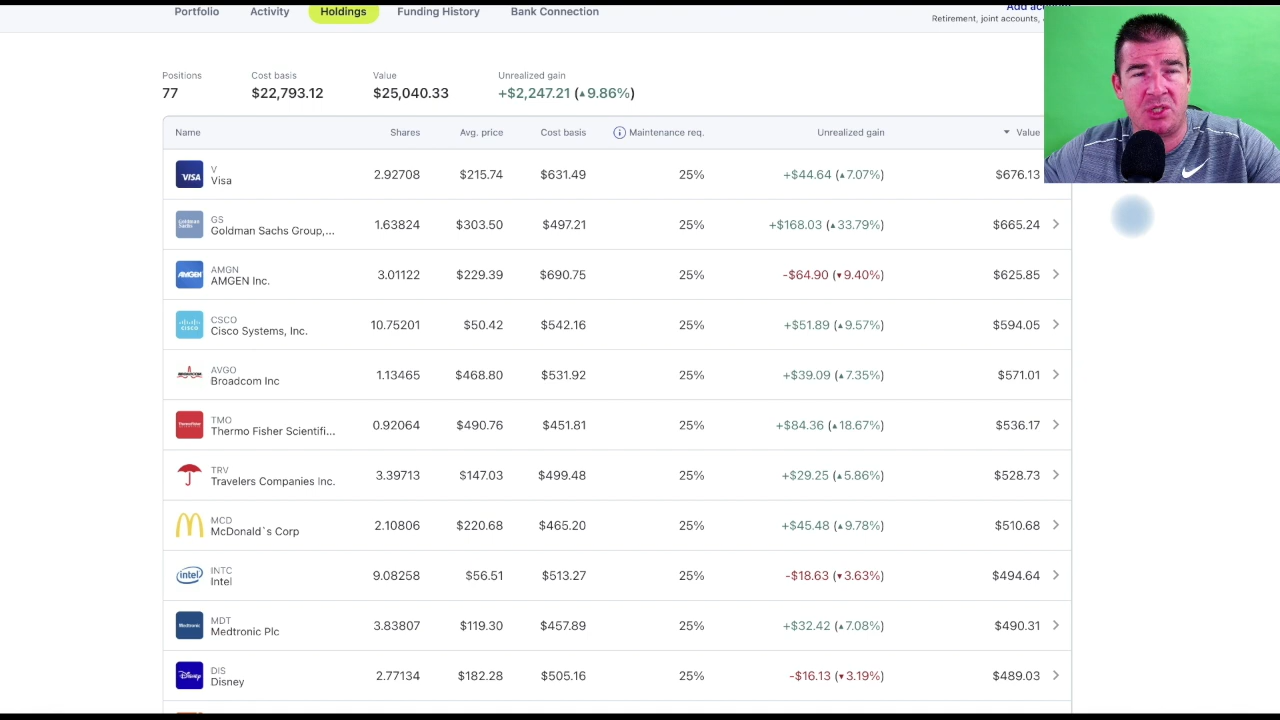 Portfolio Activity Holdings Funding History Bank Connection
Retirement, joint accounts,
Positions Cost basis Value Unrealized gain
77 $22,793.12 $25,040.33 +$2,247.21 (▲9.86%)
Name Shares Avg. price Cost basis Maintenance req. Unrealized gain Value
VISA V 2.92708 $215.74 $631.49 25% +$44.64 (▲7.07%) $676.13
Visa
Goldman Sachs GS 1.63824 $303.50 $497.21 25% +$168.03 (▲33.79%) $665.24
Goldman Sachs Group,...
AMGEN AMGN 3.01122 $229.39 $690.75 25% -$64.90 (▼9.40%) $625.85
AMGEN Inc.
CISCO CSCO 10.75201 $50.42 $542.16 25% +$51.89 (▲9.57%) $594.05
Cisco Systems, Inc.
AVGO 1.13465 $468.80 $531.92 25% +$39.09 (▲7.35%) $571.01
Broadcom Inc
ThermoFisher TMO 0.92064 $490.76 $451.81 25% +$84.36 (▲18.67%) $536.17
Thermo Fisher Scientifi...
TRV 3.39713 $147.03 $499.48 25% +$29.25 (▲5.86%) $528.73
Travelers Companies Inc.
MCD 2.10806 $220.68 $465.20 25% +$45.48 (▲9.78%) $510.68
McDonald`s Corp
intel INTC 9.08258 $56.51 $513.27 25% -$18.63 (▼3.63%) $494.64
Intel
Medtronic MDT 3.83807 $119.30 $457.89 25% +$32.42 (▲7.08%) $490.31
Medtronic Plc
Disney DIS 2.77134 $182.28 $505.16 25% -$16.13 (▼3.19%) $489.03
Disney